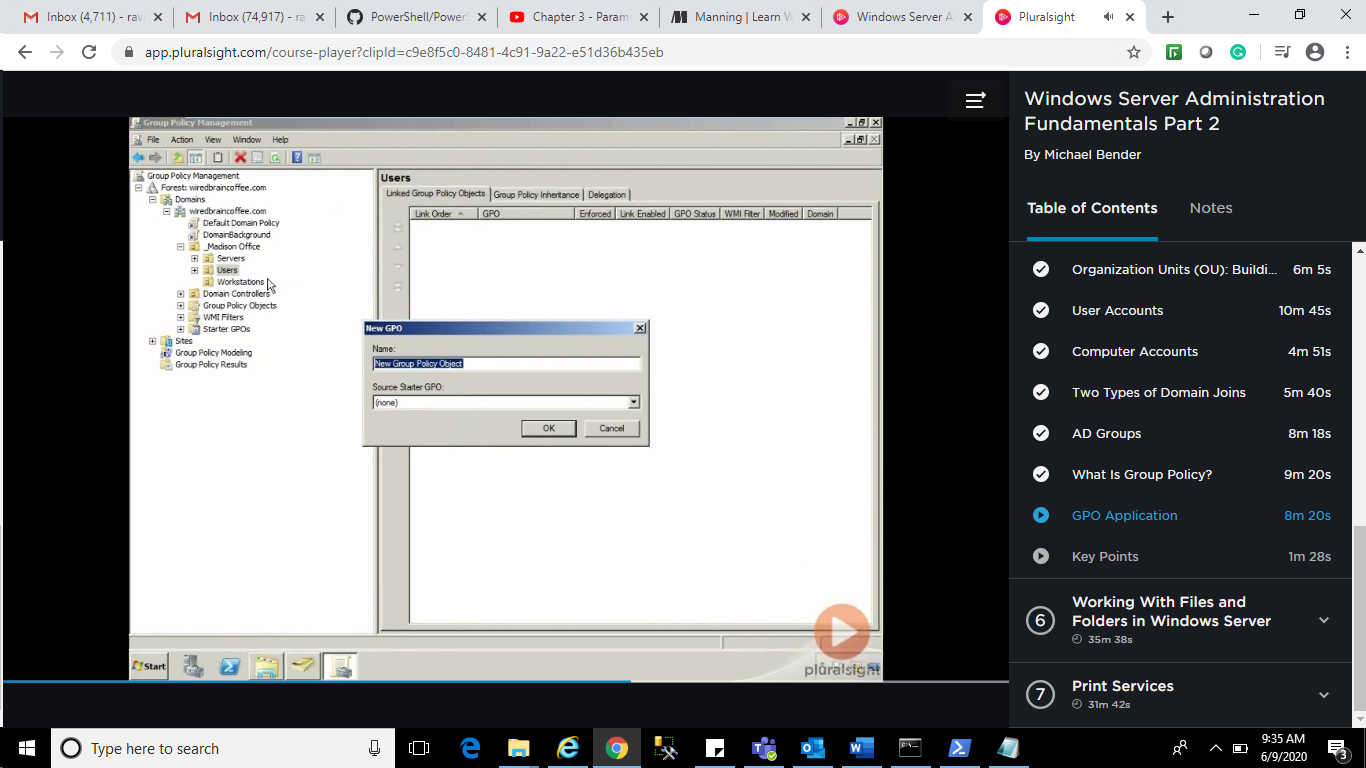 Inbox (4,711) - rav
Inbox (74,917) - ra
PowerShell/Power
Chapter 3 - Param
Manning | Learn W
Windows Server A
Pluralsight
app.pluralsight.com/course-player?clipId=c9e8f5c0-8481-4c91-9a22-e51d36b435eb
Group Policy Management
File Action View Window Help
Group Policy Management
Forest: wiredbraincoffee.com
Domains
wiredbraincoffee.com
Default Domain Policy
DomainBackground
_Madison Office
Servers
Users
Workstations
Domain Controllers
Group Policy Objects
WMI Filters
Starter GPOs
Sites
Group Policy Modeling
Group Policy Results
Users
Linked Group Policy Objects Group Policy Inheritance Delegation
Link Order GPO Enforced Link Enabled GPO Status WMI Filter Modified Domain
New GPO
Name:
New Group Policy Object
Source Starter GPO:
(none)
OK Cancel
Start
pluralsight
Windows Server Administration
Fundamentals Part 2
By Michael Bender
Table of Contents Notes
Organization Units (OU): Buildi... 6m 5s
User Accounts 10m 45s
Computer Accounts 4m 51s
Two Types of Domain Joins 5m 40s
AD Groups 8m 18s
What Is Group Policy? 9m 20s
GPO Application 8m 20s
Key Points 1m 28s
6 Working With Files and
Folders in Windows Server
35m 38s
7 Print Services
31m 42s
Type here to search
9:35 AM
6/9/2020
3